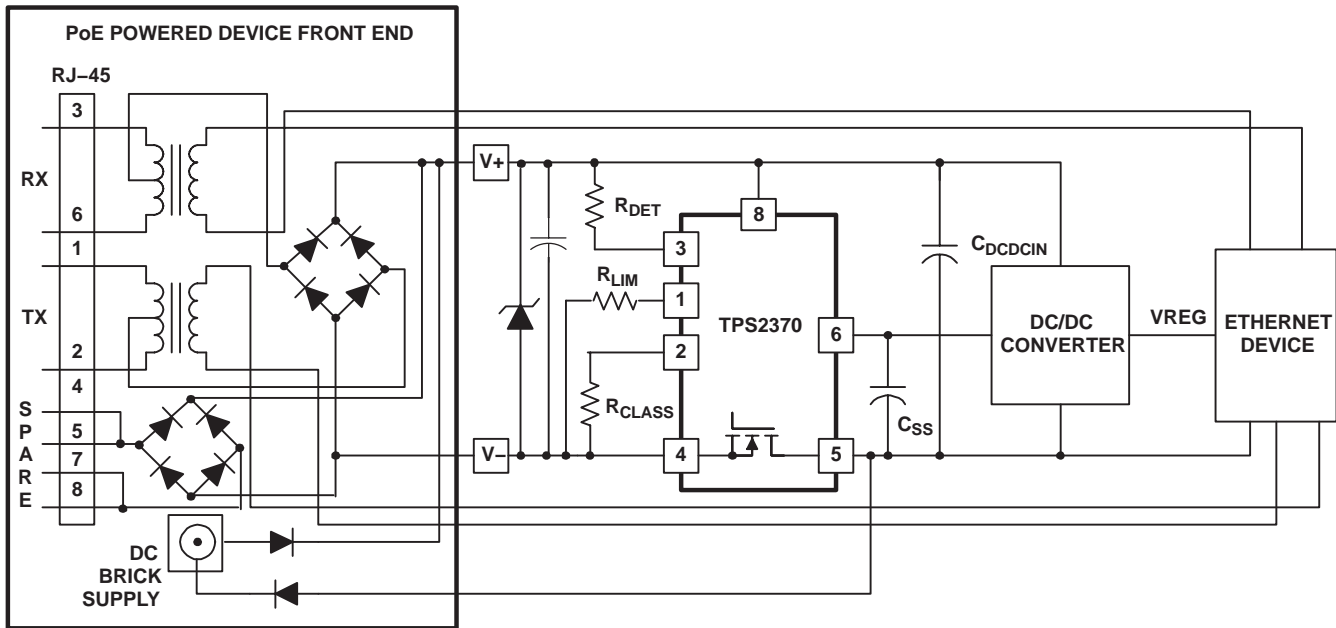 PoE POWERED DEVICE FRONT END
RJ–45
3
RX
6
1
TX
2
4
SPARE
5
7
8
DC
BRICK
SUPPLY
V+
V–
RDET
RLIM
RCLASS
8
3
1
2
4
TPS2370
6
5
CDCDCIN
CSS
DC/DC
CONVERTER
VREG
ETHERNET
DEVICE